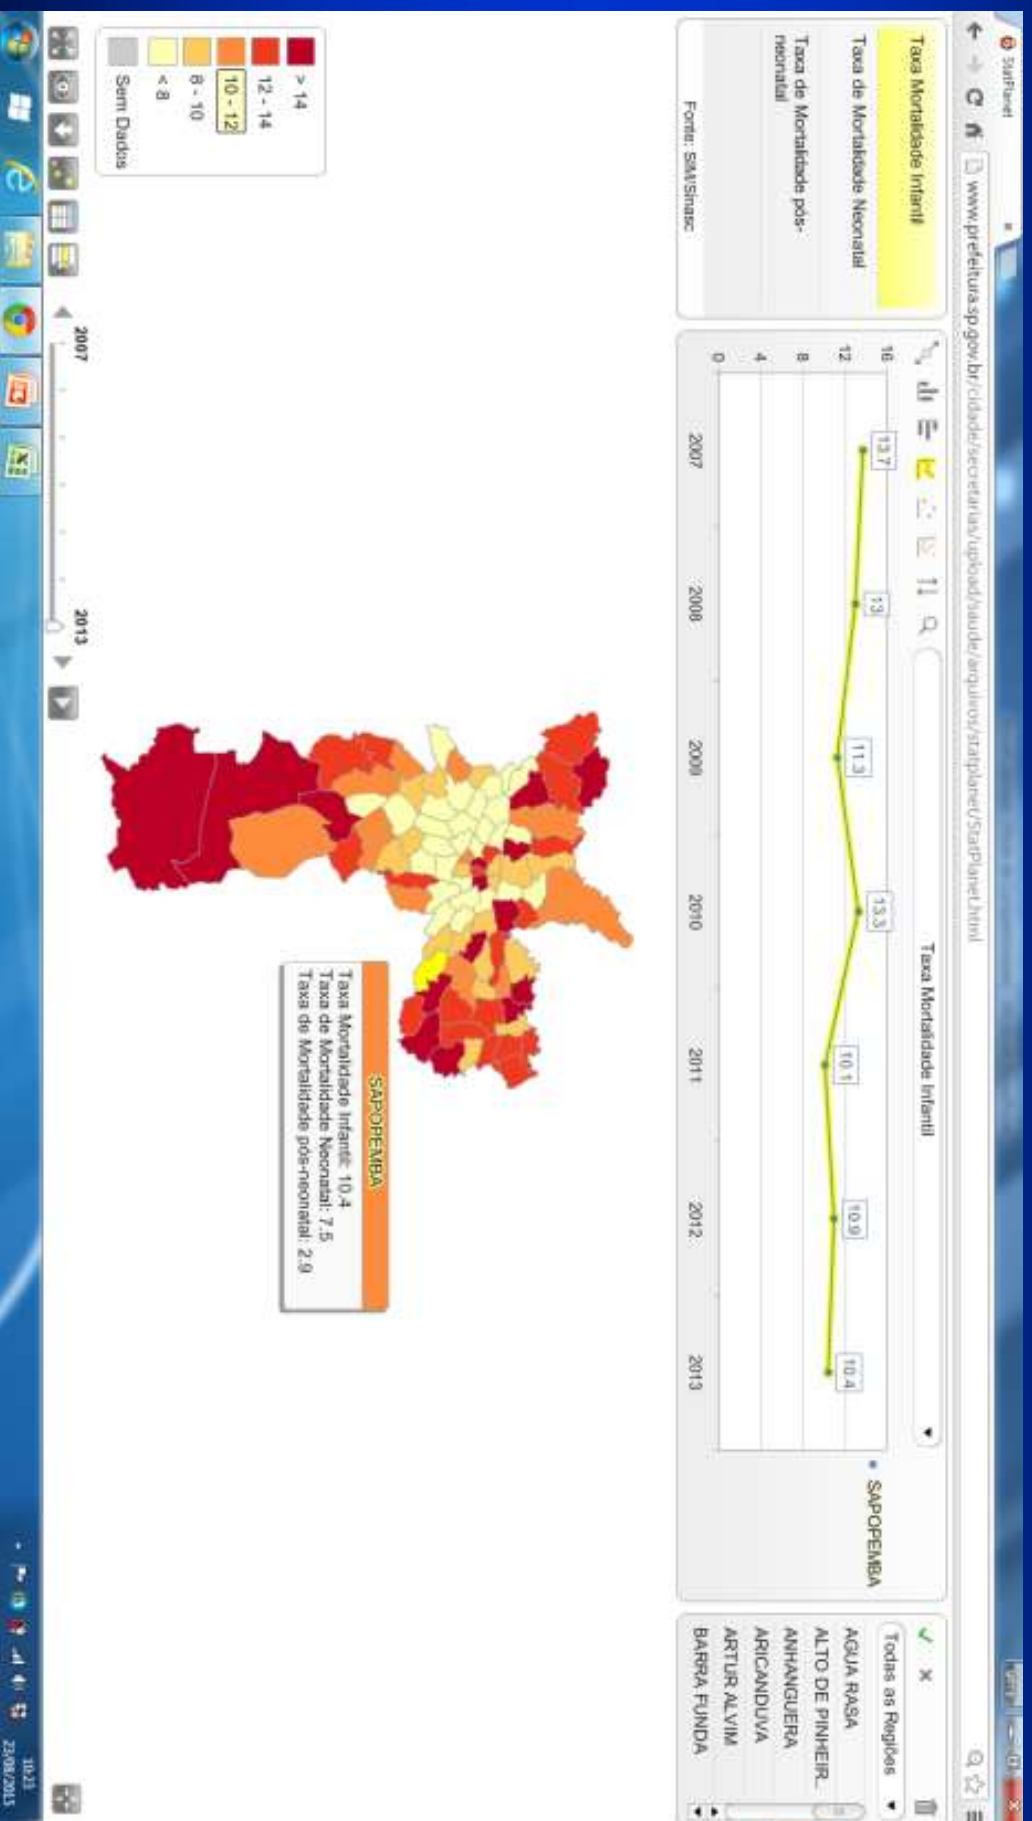 StatPlanet
www.prefeitura.sp.gov.br/cidade/secretarias/upload/saude/arquivos/statplanet/StatPlanet.html
Taxa Mortalidade Infantil
Taxa de Mortalidade Neonatal
Taxa de Mortalidade pós-
neonatal
Fonte: SIM/Sinasc
Taxa Mortalidade Infantil
16
12
8
4
0
13.7
13
11.3
13.3
10.1
10.9
10.4
2007
2008
2009
2010
2011
2012
2013
SAPOPEMBA
Todas as Regiões
AGUA RASA
ALTO DE PINHEIR...
ANHANGUERA
ARICANDUVA
ARTUR ALVIM
BARRA FUNDA
SAPOPEMBA
Taxa Mortalidade Infantil: 10.4
Taxa de Mortalidade Neonatal: 7.5
Taxa de Mortalidade pós-neonatal: 2.9
> 14
12 - 14
10 - 12
8 - 10
< 8
Sem Dados
2007
2013
10:23
23/08/2015